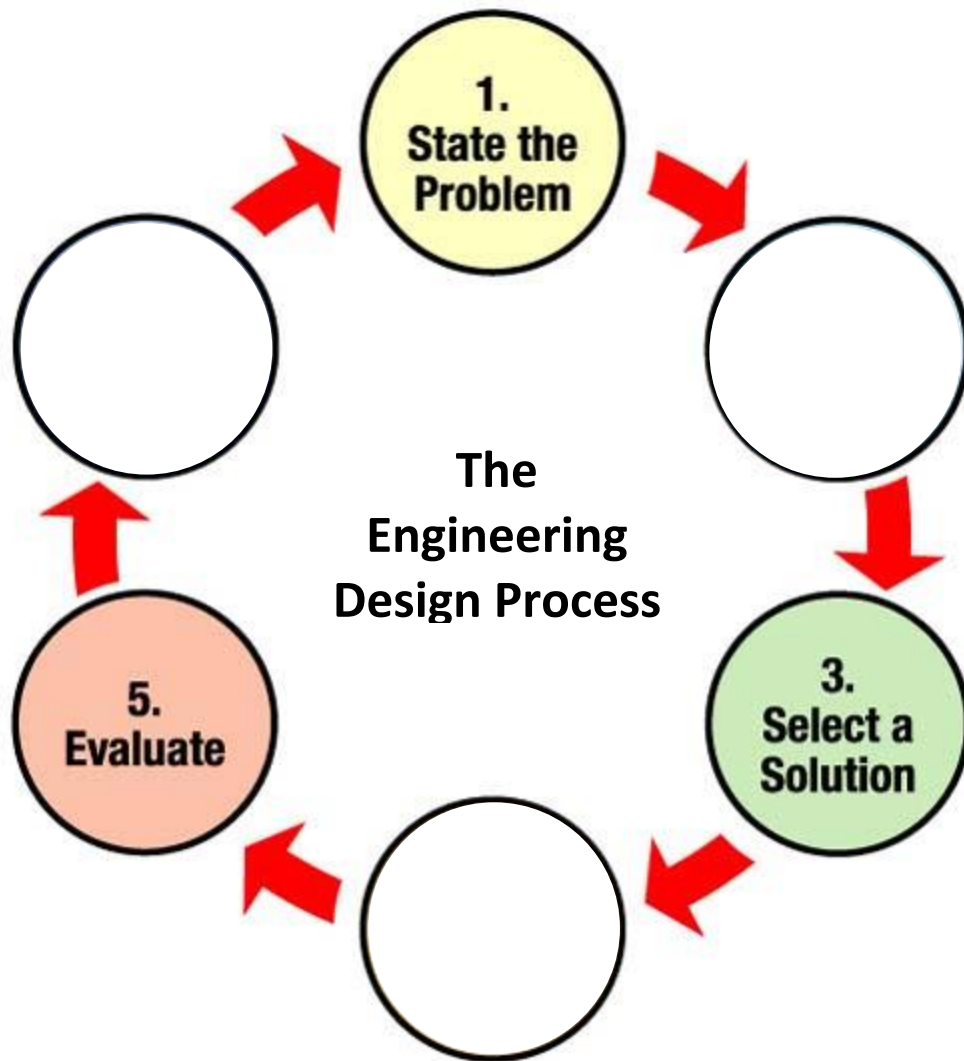 1.
State the
Problem
The
Engineering
Design Process
3.
Select a
Solution
5.
Evaluate